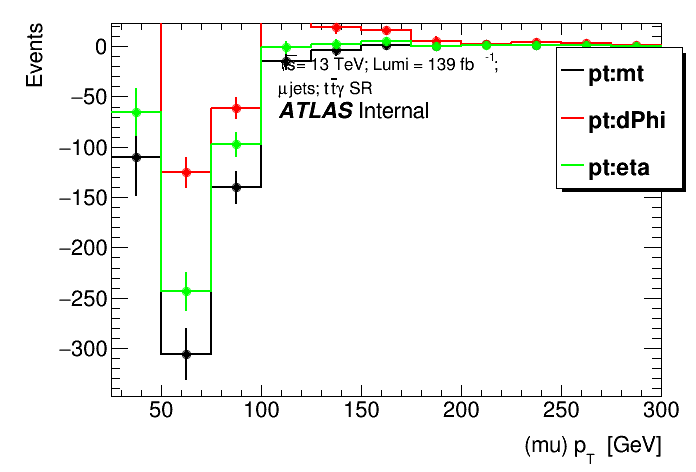 Events
0
−50
−100
−150
−200
−250
−300
√s= 13 TeV; Lumi = 139 fb⁻¹;
μjets; tt̄γ SR
ATLAS Internal
pt:mt
pt:dPhi
pt:eta
50 100 150 200 250 300
(mu) p_T [GeV]